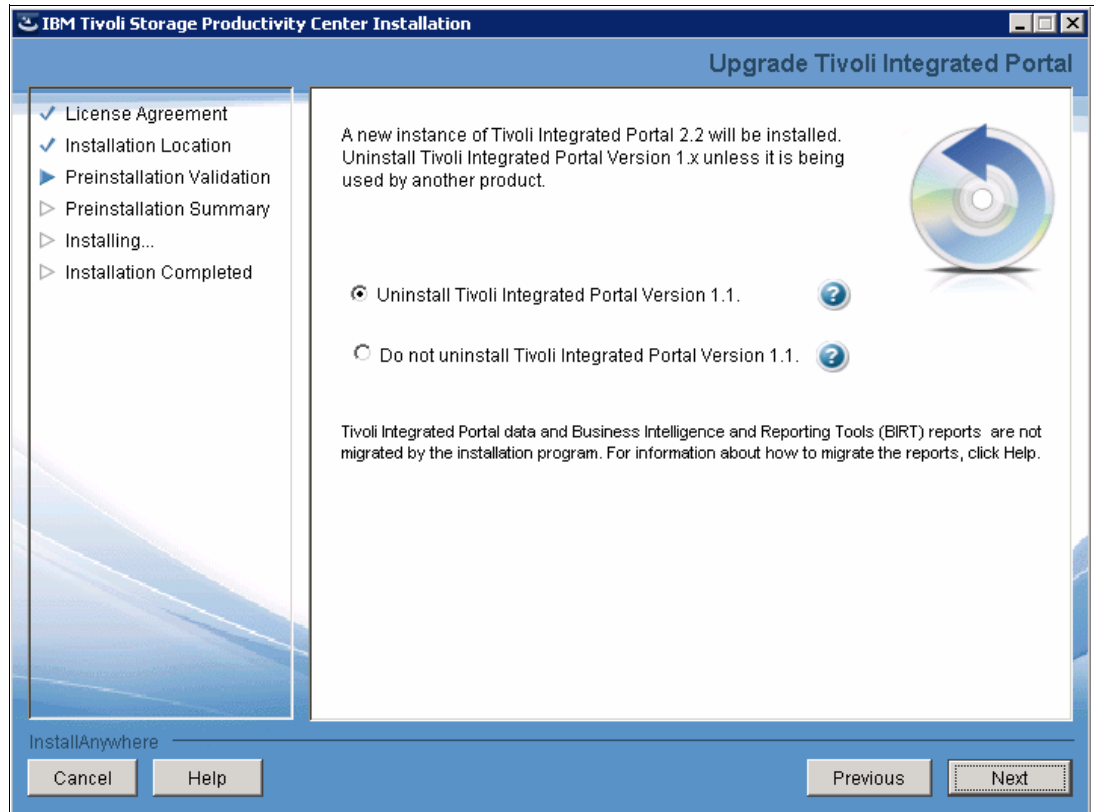 IBM Tivoli Storage Productivity Center Installation
Upgrade Tivoli Integrated Portal
License Agreement
Installation Location
Preinstallation Validation
Preinstallation Summary
Installing...
Installation Completed
A new instance of Tivoli Integrated Portal 2.2 will be installed.
Uninstall Tivoli Integrated Portal Version 1.x unless it is being
used by another product.
Uninstall Tivoli Integrated Portal Version 1.1.
?
Do not uninstall Tivoli Integrated Portal Version 1.1.
?
Tivoli Integrated Portal data and Business Intelligence and Reporting Tools (BIRT) reports are not
migrated by the installation program. For information about how to migrate the reports, click Help.
InstallAnywhere
Cancel
Help
Previous
Next